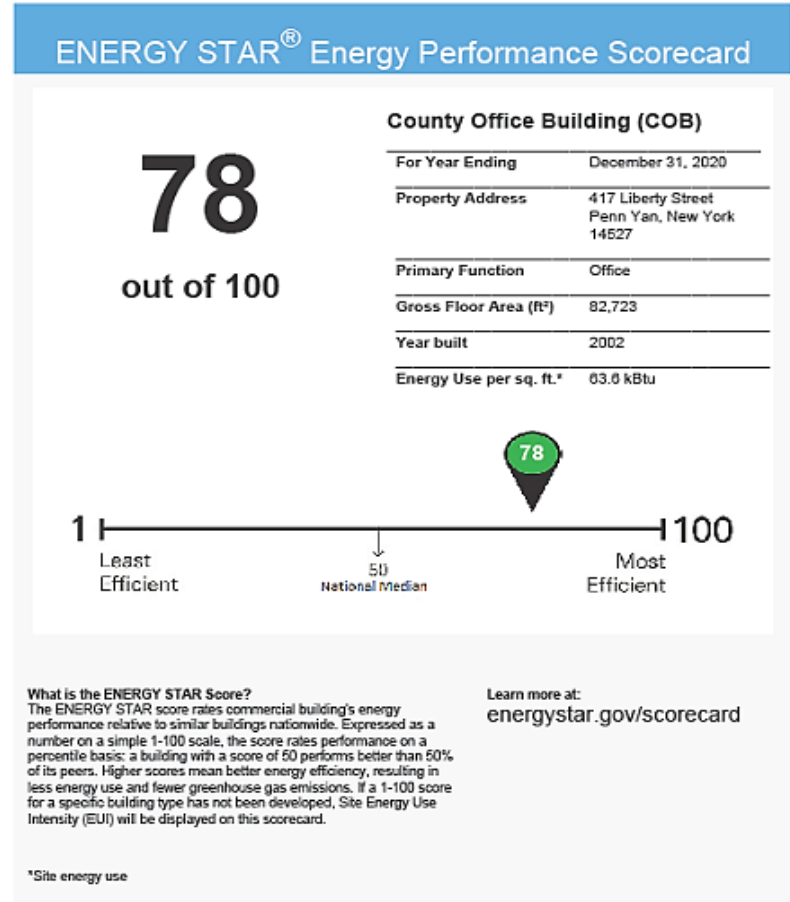 ENERGY STAR® Energy Performance Scorecard
78
out of 100
County Office Building (COB)
For Year Ending December 31, 2020
Property Address 417 Liberty Street
Penn Yan, New York
14527
Primary Function Office
Gross Floor Area (ft²) 82,723
Year built 2002
Energy Use per sq. ft.* 63.6 kBtu
78
1 100
Least
Efficient
50
National Median
Most
Efficient
What is the ENERGY STAR Score?
The ENERGY STAR score rates commercial building's energy
performance relative to similar buildings nationwide. Expressed as a
number on a simple 1-100 scale, the score rates performance on a
percentile basis: a building with a score of 50 performs better than 50%
of its peers. Higher scores mean better energy efficiency, resulting in
less energy use and fewer greenhouse gas emissions. If a 1-100 score
for a specific building type has not been developed, Site Energy Use
Intensity (EUI) will be displayed on this scorecard.
Learn more at:
energystar.gov/scorecard
*Site energy use